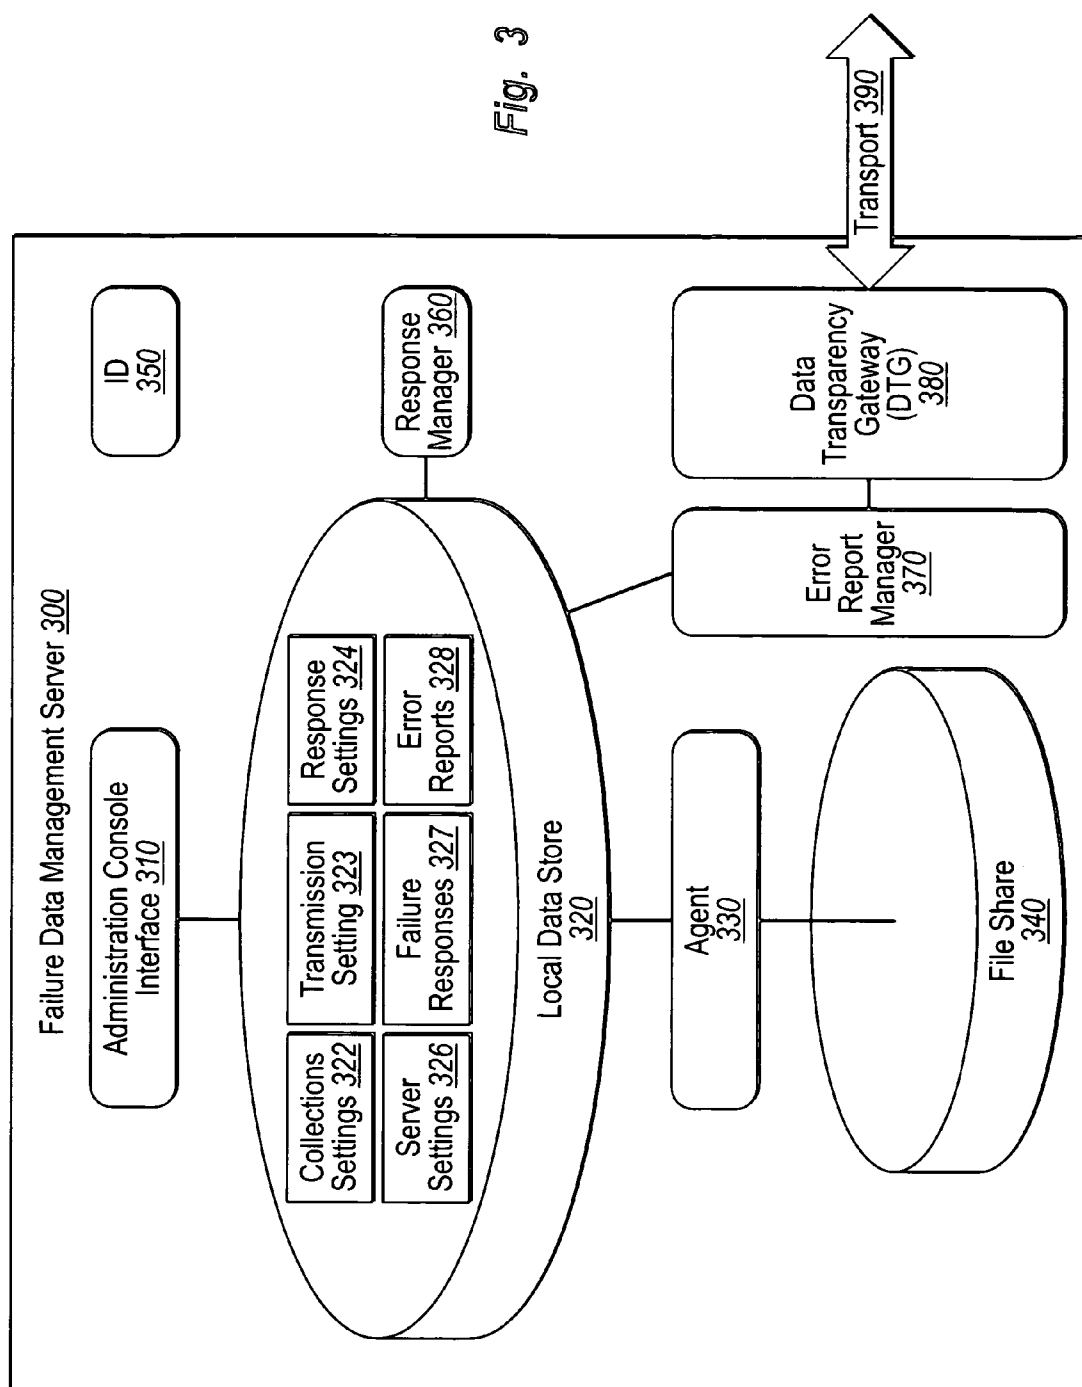 Failure Data Management Server 300
Administration Console
Interface 310
ID
350
Collections
Settings 322
Transmission
Setting 323
Response
Settings 324
Server
Settings 326
Failure
Responses 327
Error
Reports 328
Local Data Store
320
Response
Manager 360
Agent
330
File Share
340
Error
Report
Manager
370
Data
Transparency
Gateway
(DTG)
380
Transport 390
Fig. 3